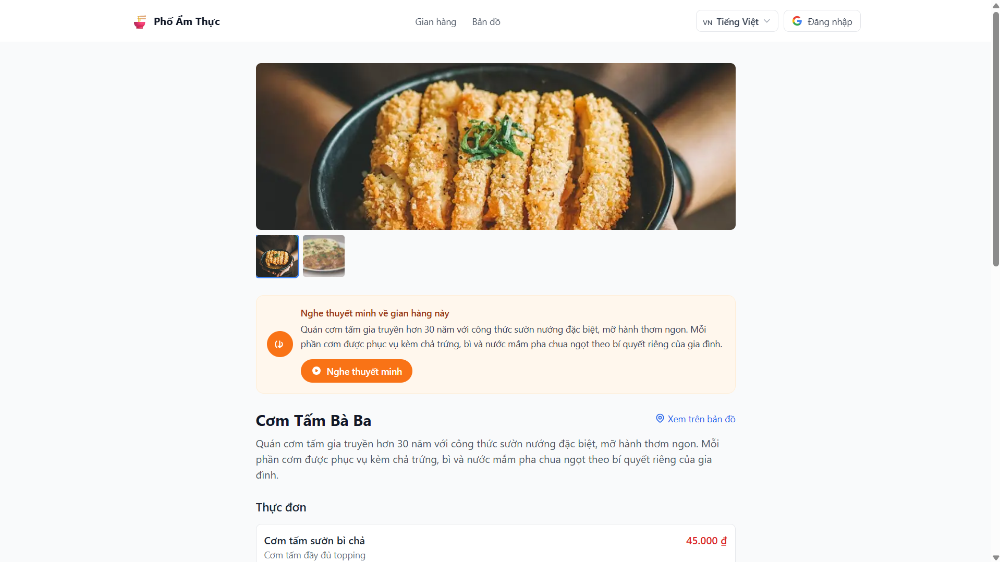 Phố Ẩm Thực
Gian hàng
Bản đồ
VN Tiếng Việt
Đăng nhập
Nghe thuyết minh về gian hàng này
Quán cơm tấm gia truyền hơn 30 năm với công thức sườn nướng đặc biệt, mỡ hành thơm ngon. Mỗi
phần cơm được phục vụ kèm chả trứng, bì và nước mắm pha chua ngọt theo bí quyết riêng của gia đình.
Nghe thuyết minh
Cơm Tấm Bà Ba
Xem trên bản đồ
Quán cơm tấm gia truyền hơn 30 năm với công thức sườn nướng đặc biệt, mỡ hành thơm ngon. Mỗi
phần cơm được phục vụ kèm chả trứng, bì và nước mắm pha chua ngọt theo bí quyết riêng của gia
đình.
Thực đơn
Cơm tấm sườn bì chả
45.000 ₫
Cơm tấm đầy đủ topping